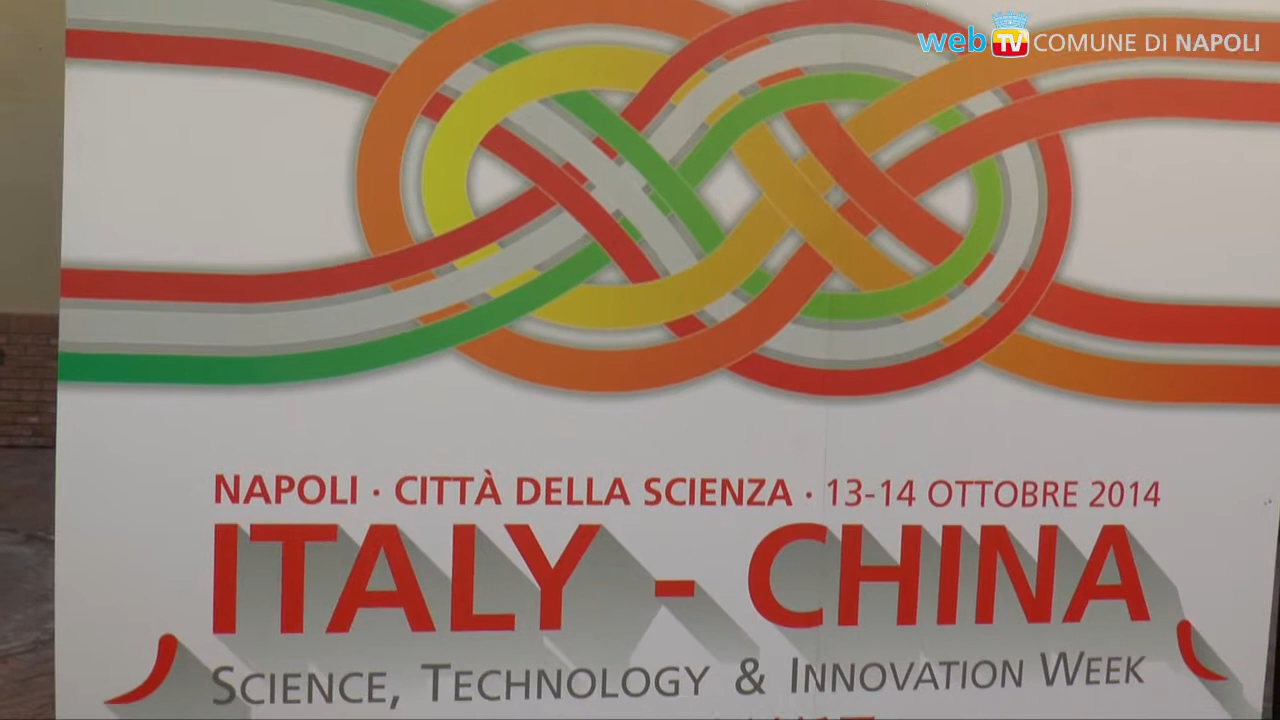 web TV COMUNE DI NAPOLI
NAPOLI · CITTÀ DELLA SCIENZA · 13-14 OTTOBRE 2014
ITALY - CHINA
SCIENCE, TECHNOLOGY & INNOVATION WEEK